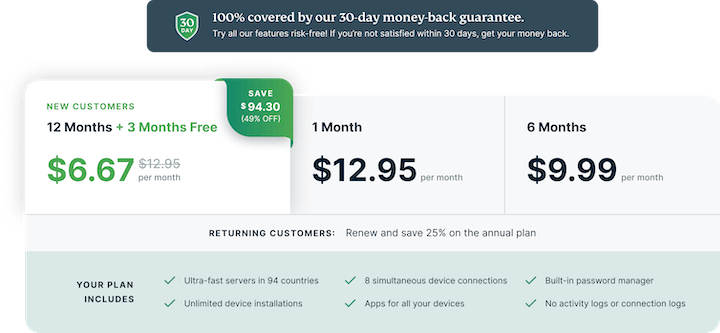 30
DAY
100% covered by our 30-day money-back guarantee.
Try all our features risk-free! If you're not satisfied within 30 days, get your money back.
SAVE
$94.30
(49% OFF)
NEW CUSTOMERS
12 Months + 3 Months Free
$6.67 $12.95
per month
1 Month
$12.95 per month
6 Months
$9.99 per month
RETURNING CUSTOMERS: Renew and save 25% on the annual plan
YOUR PLAN
INCLUDES
Ultra-fast servers in 94 countries
8 simultaneous device connections
Built-in password manager
Unlimited device installations
Apps for all your devices
No activity logs or connection logs